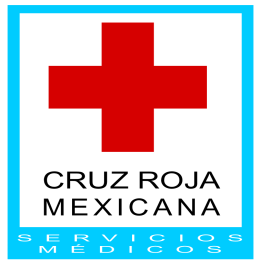 CRUZ ROJA
MEXICANA
SERVICIOS
MÉDICOS